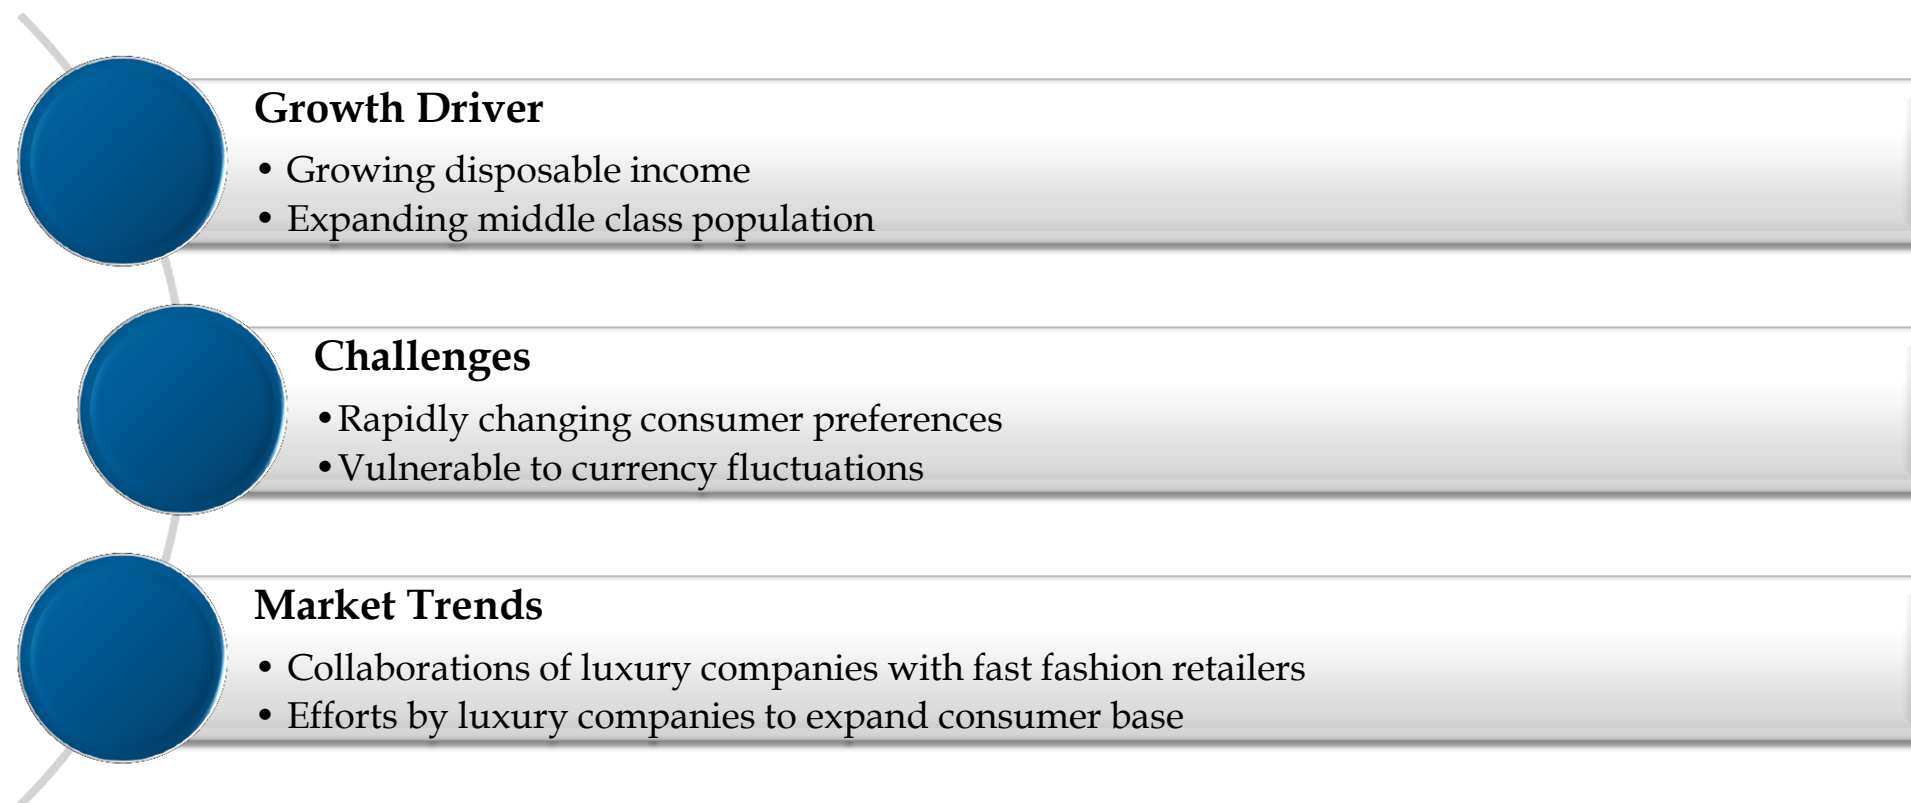 Growth Driver
• Growing disposable income
• Expanding middle class population
Challenges
•Rapidly changing consumer preferences
•Vulnerable to currency fluctuations
Market Trends
• Collaborations of luxury companies with fast fashion retailers
• Efforts by luxury companies to expand consumer base